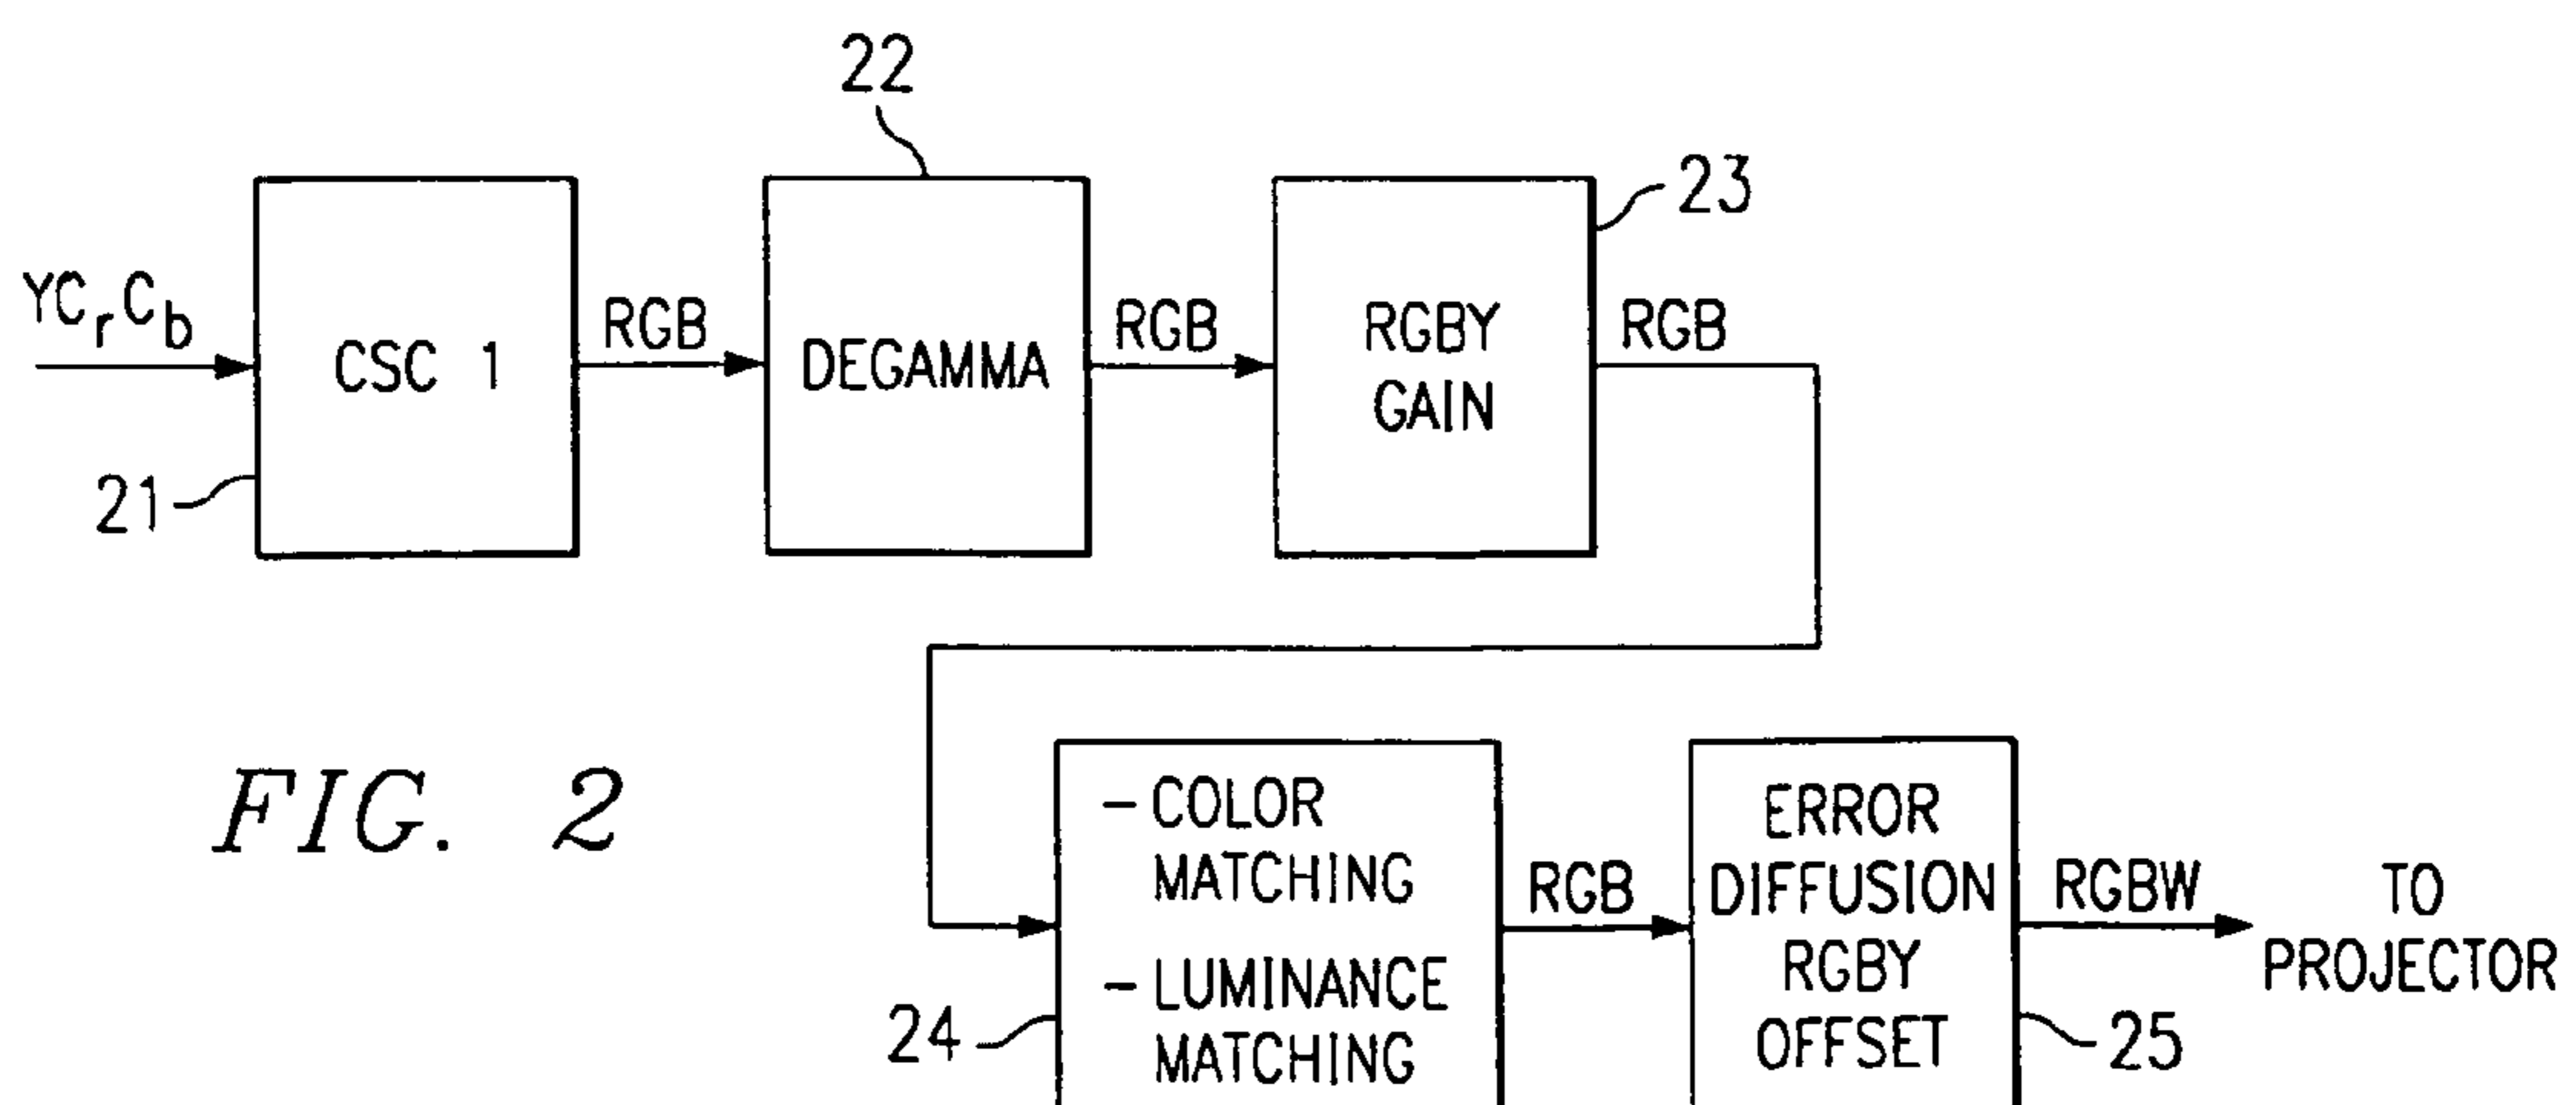 22
23
YCrCb
CSC 1
RGB
DEGAMMA
RGB
RGBY
GAIN
RGB
21
FIG. 2
- COLOR
MATCHING
- LUMINANCE
MATCHING
24
RGB
ERROR
DIFFUSION
RGBY
OFFSET
25
RGBW
TO
PROJECTOR